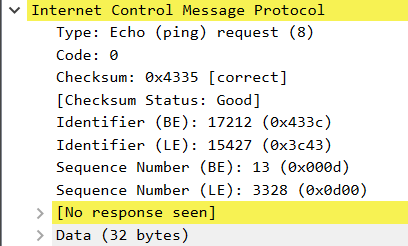 Internet Control Message Protocol
Type: Echo (ping) request (8)
Code: 0
Checksum: 0x4335 [correct]
[Checksum Status: Good]
Identifier (BE): 17212 (0x433c)
Identifier (LE): 15427 (0x3c43)
Sequence Number (BE): 13 (0x000d)
Sequence Number (LE): 3328 (0x0d00)
[No response seen]
Data (32 bytes)